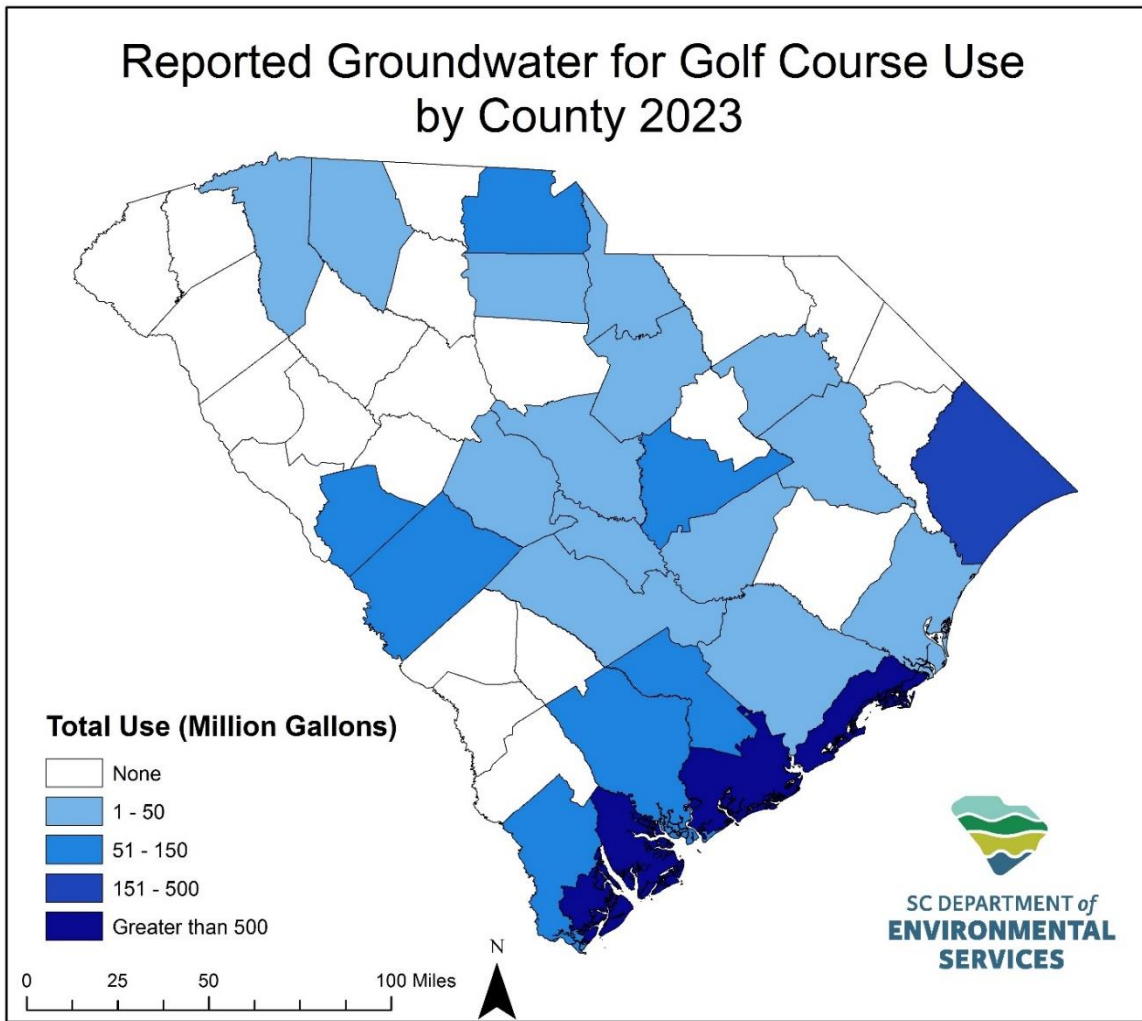 Reported Groundwater for Golf Course Use
by County 2023
Total Use (Million Gallons)
None
1 - 50
51 - 150
151 - 500
Greater than 500
N
0 25 50 100 Miles
SC DEPARTMENT of
ENVIRONMENTAL
SERVICES